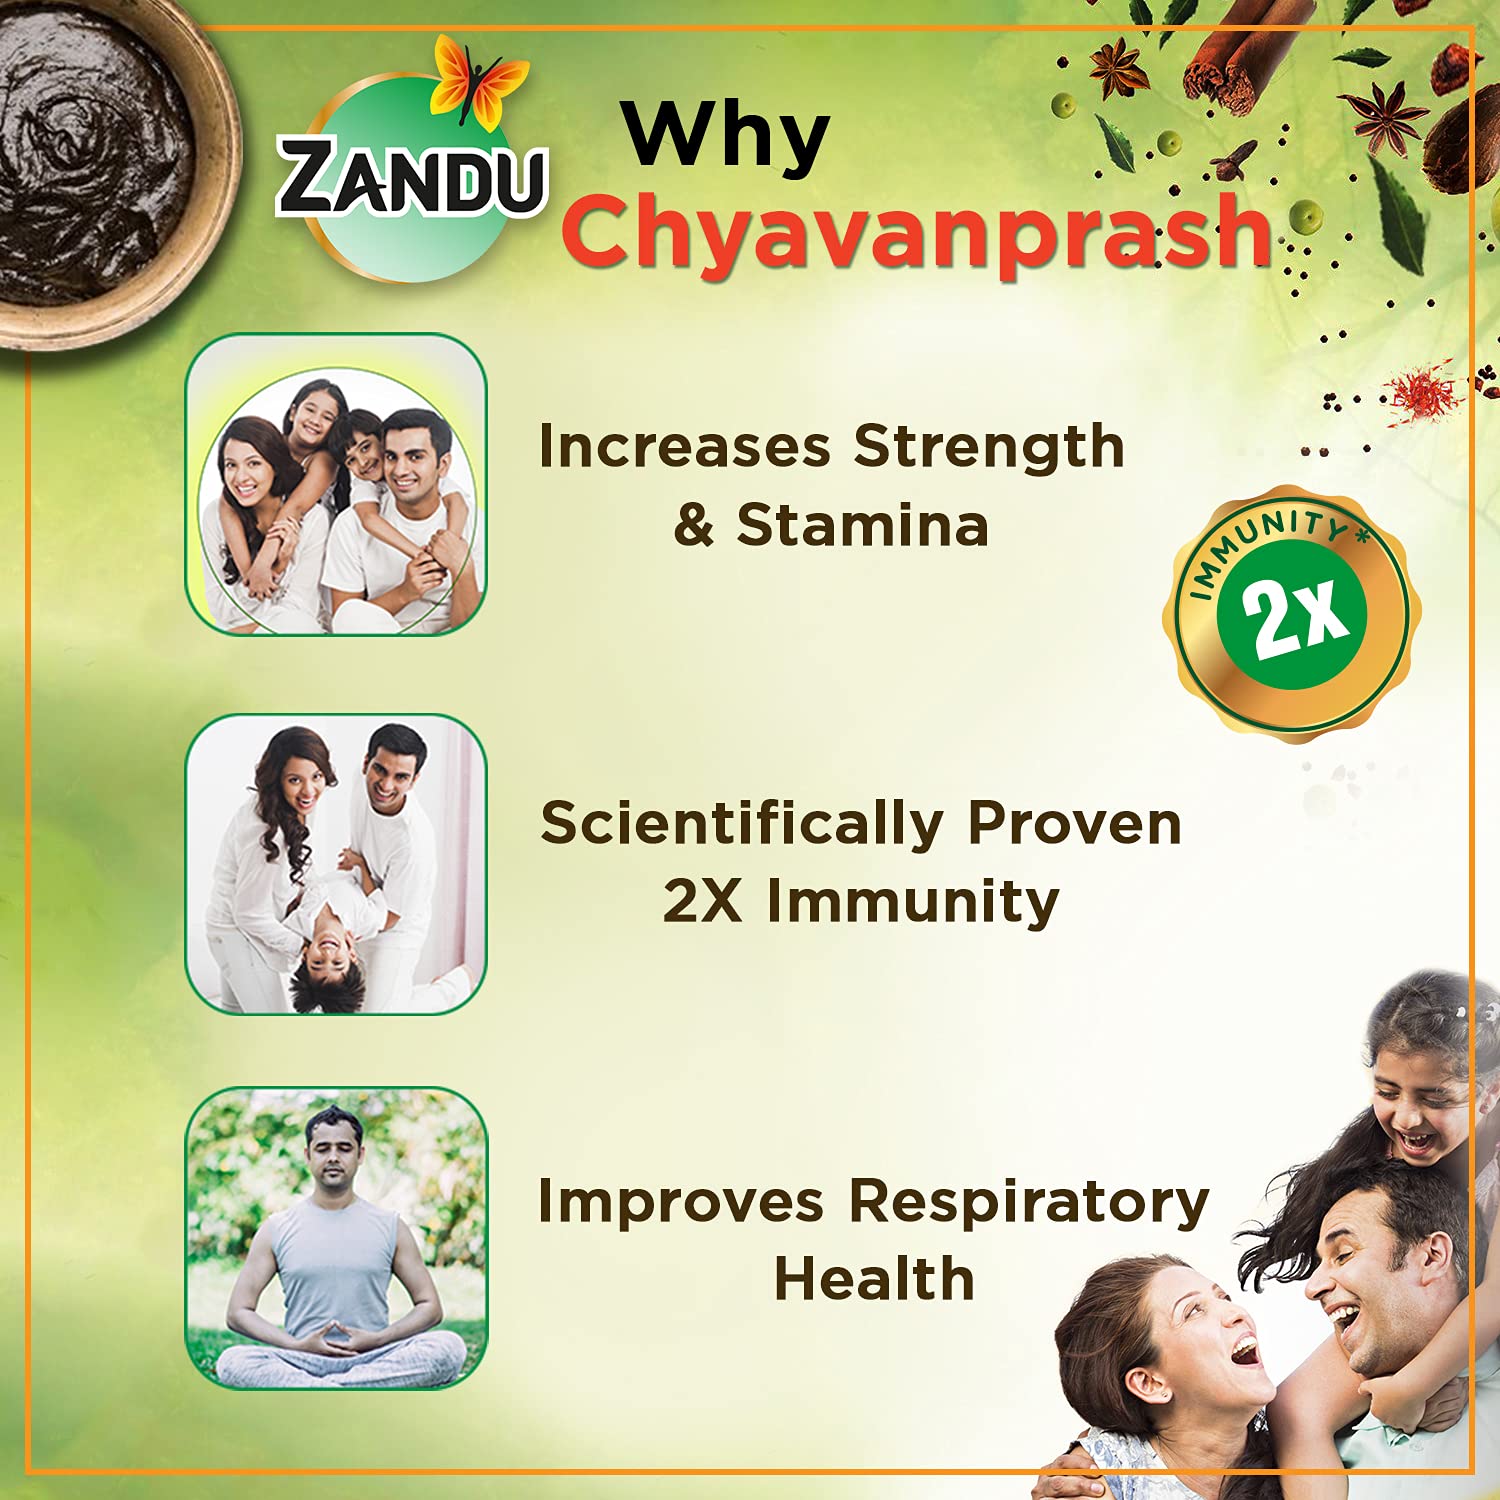 ZANDU
Why
Chyavanprash
Increases Strength
& Stamina
IMMUNITY*
2x
Scientifically Proven
2X Immunity
Improves Respiratory
Health